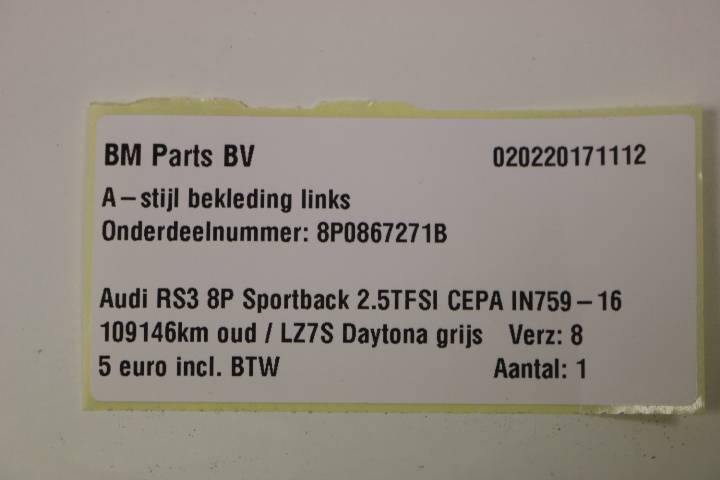 BM Parts BV 020220171112
A-stijl bekleding links
Onderdeelnummer: 8P0867271B
Audi RS3 8P Sportback 2.5TFSI CEPA IN759-16
109146km oud / LZ7S Daytona grijs Verz: 8
5 euro incl. BTW Aantal: 1